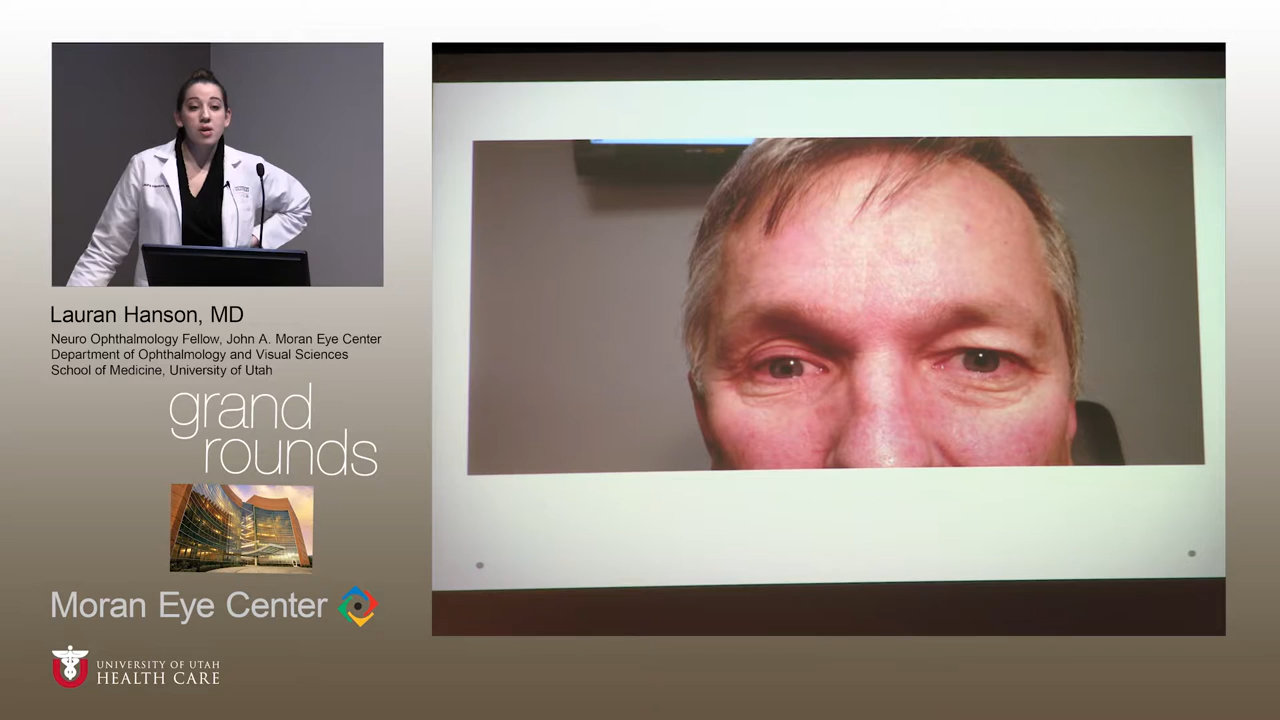 Lauran Hanson, MD
Neuro Ophthalmology Fellow, John A. Moran Eye Center
Department of Ophthalmology and Visual Sciences
School of Medicine, University of Utah
grand
rounds
Moran Eye Center
UNIVERSITY OF UTAH
HEALTH CARE